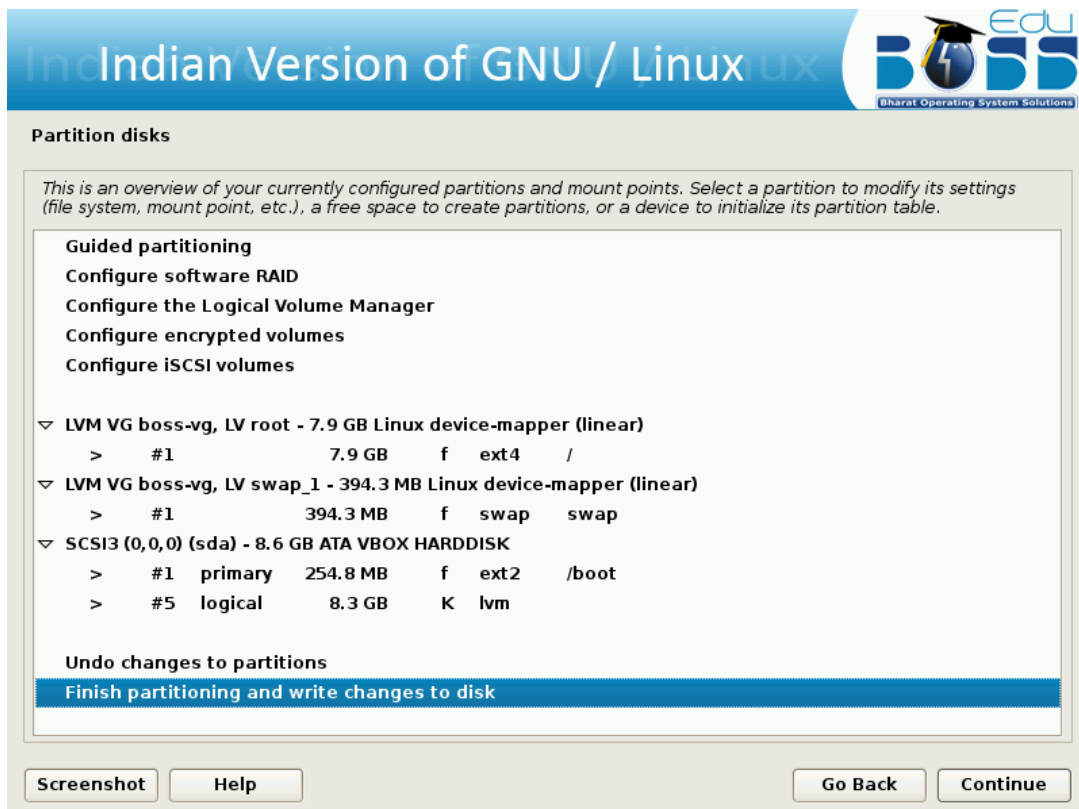 Indian Version of GNU / Linux
Edu
BOSS
Bharat Operating System Solutions
Partition disks
This is an overview of your currently configured partitions and mount points. Select a partition to modify its settings
(file system, mount point, etc.), a free space to create partitions, or a device to initialize its partition table.
Guided partitioning
Configure software RAID
Configure the Logical Volume Manager
Configure encrypted volumes
Configure iSCSI volumes
LVM VG boss-vg, LV root - 7.9 GB Linux device-mapper (linear)
> #1 7.9 GB f ext4 /
LVM VG boss-vg, LV swap_1 - 394.3 MB Linux device-mapper (linear)
> #1 394.3 MB f swap swap
SCSI3 (0,0,0) (sda) - 8.6 GB ATA VBOX HARDDISK
> #1 primary 254.8 MB f ext2 /boot
> #5 logical 8.3 GB K lvm
Undo changes to partitions
Finish partitioning and write changes to disk
Screenshot Help Go Back Continue